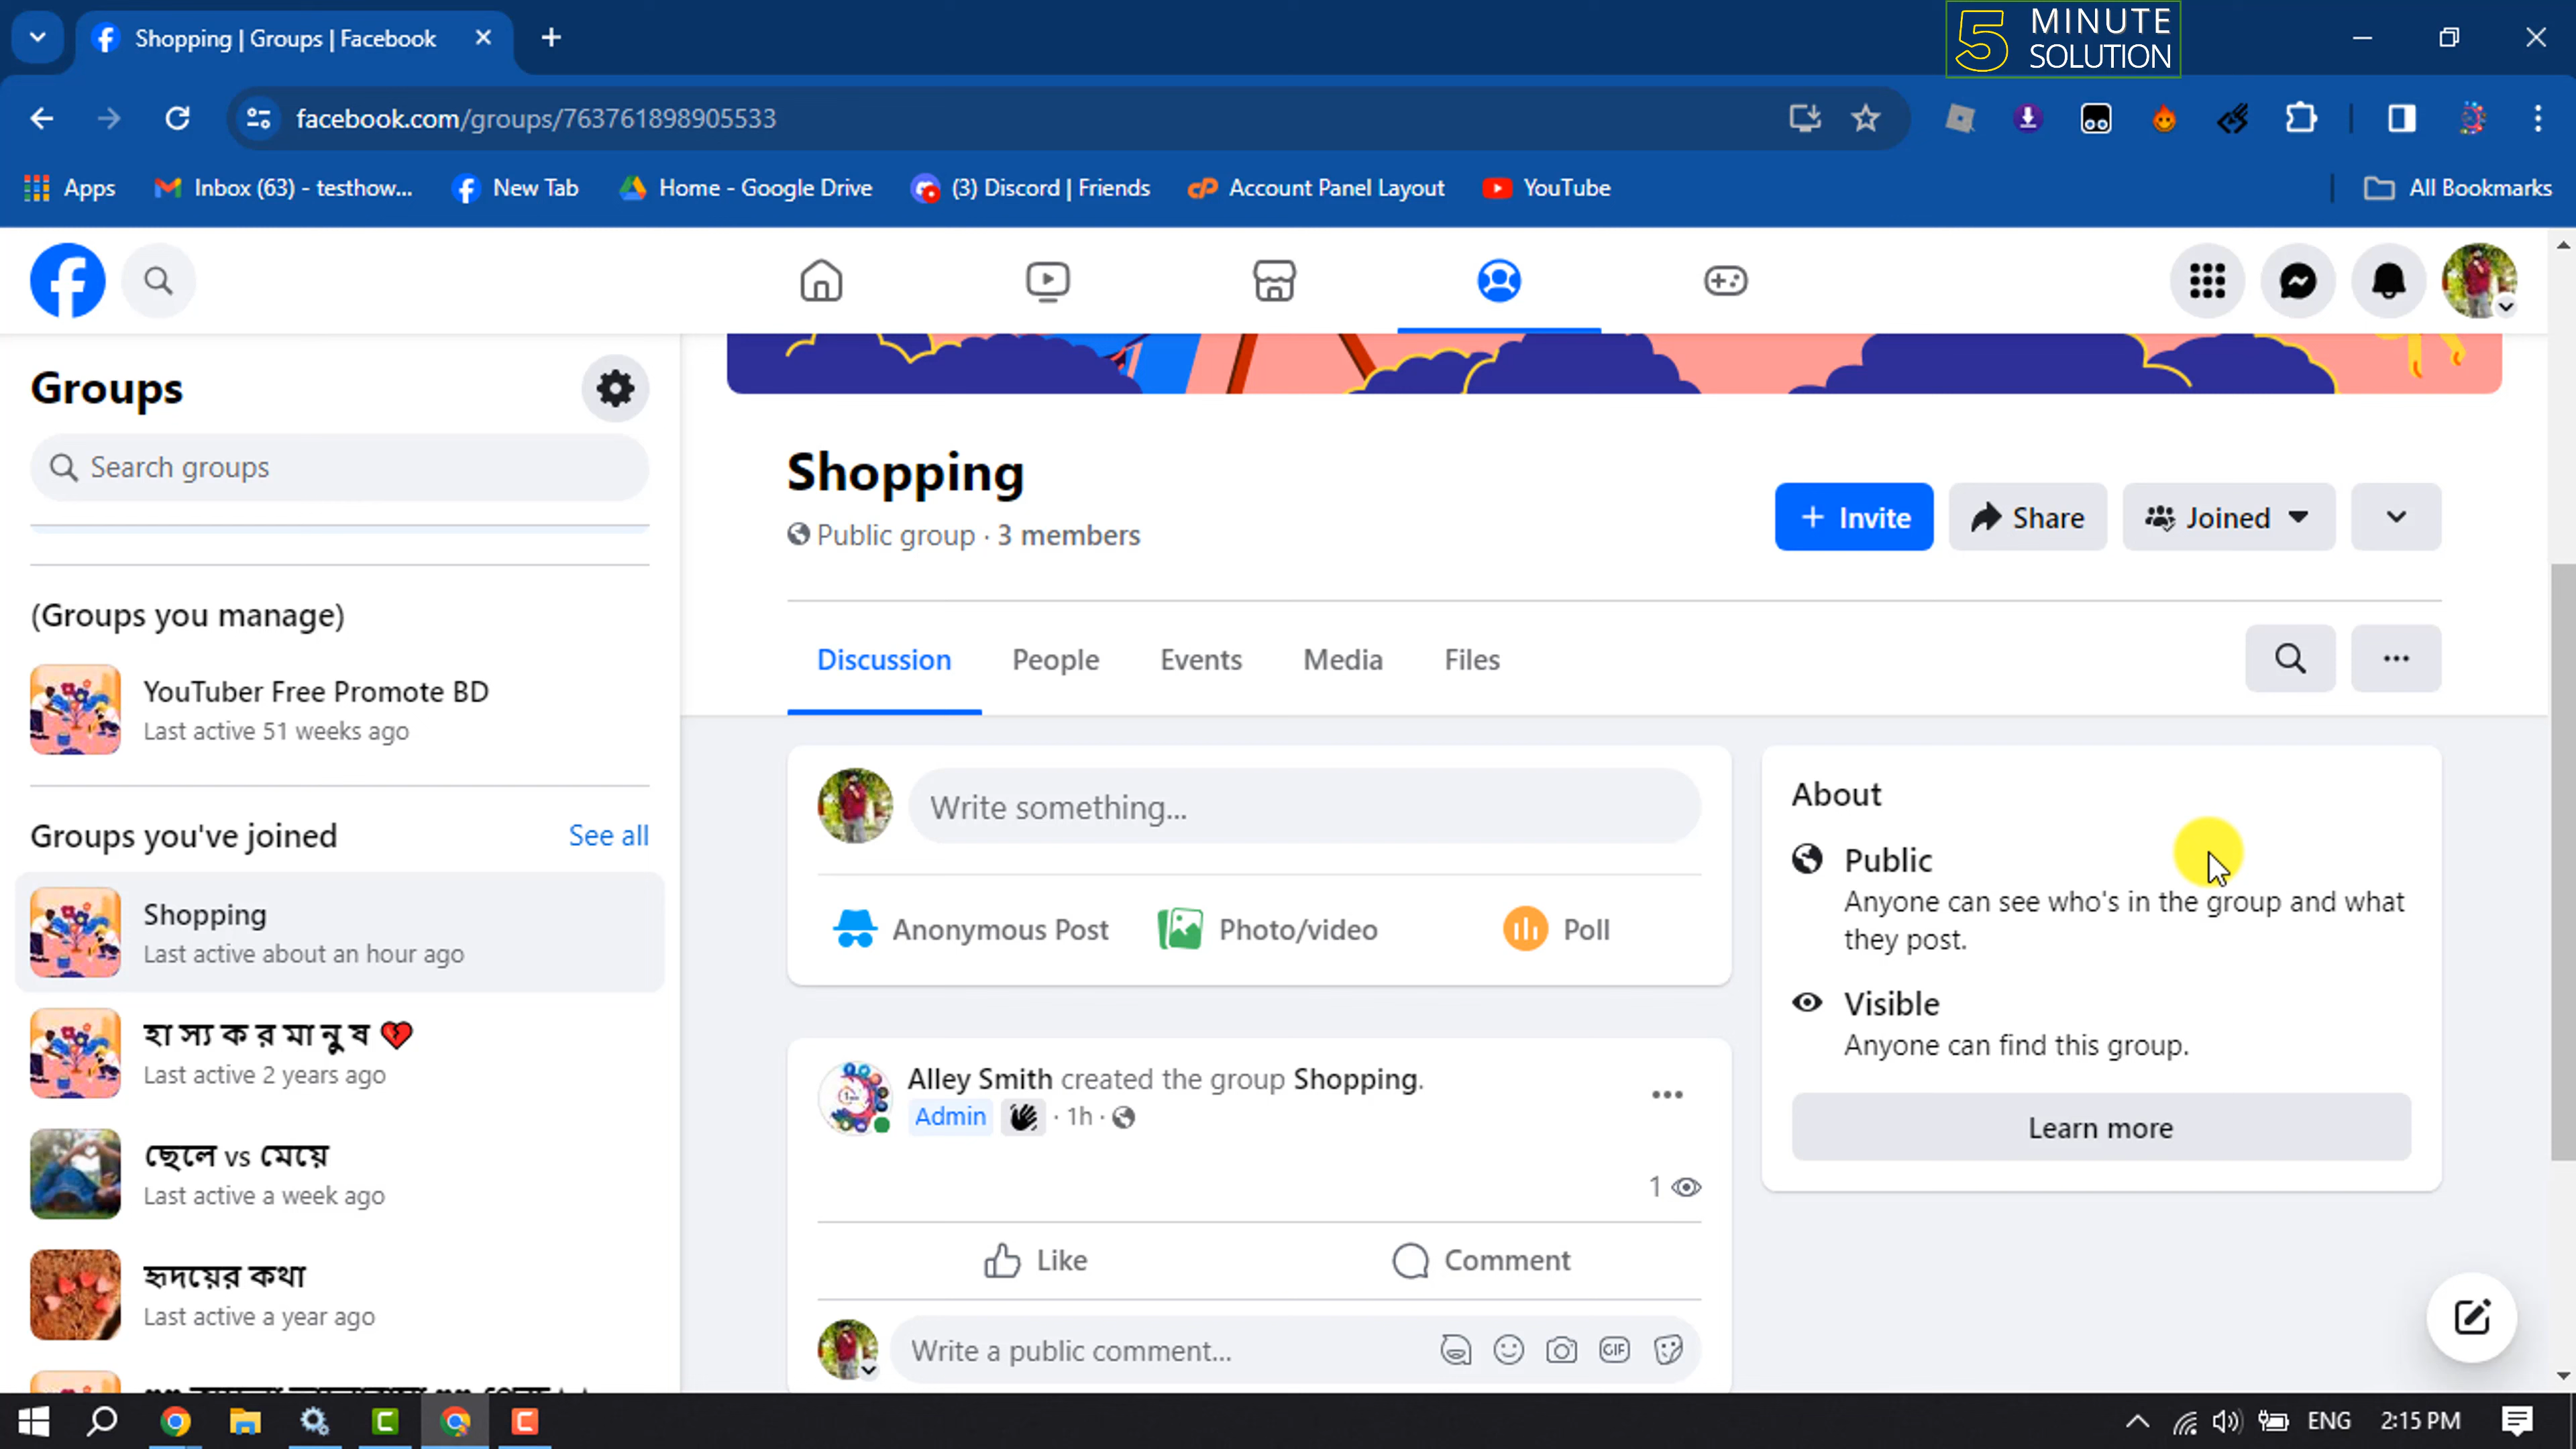 Shopping | Groups | Facebook
5 MINUTE
SOLUTION
facebook.com/groups/763761898905533
Apps
Inbox (63) - testhow...
New Tab
Home - Google Drive
(3) Discord | Friends
Account Panel Layout
YouTube
All Bookmarks
Groups
Search groups
(Groups you manage)
YouTuber Free Promote BD
Last active 51 weeks ago
Groups you've joined
See all
Shopping
Last active about an hour ago
হা স্য ক র মা নু ষ 💔
Last active 2 years ago
ছেলে vs মেয়ে
Last active a week ago
হৃদয়ের কথা
Last active a year ago
Shopping
Public group · 3 members
+ Invite
Share
Joined
Discussion
People
Events
Media
Files
Write something...
Anonymous Post
Photo/video
Poll
Alley Smith created the group Shopping.
Admin · 1h ·
1
Like
Comment
Write a public comment...
GIF
About
Public
Anyone can see who's in the group and what
they post.
Visible
Anyone can find this group.
Learn more
ENG
2:15 PM